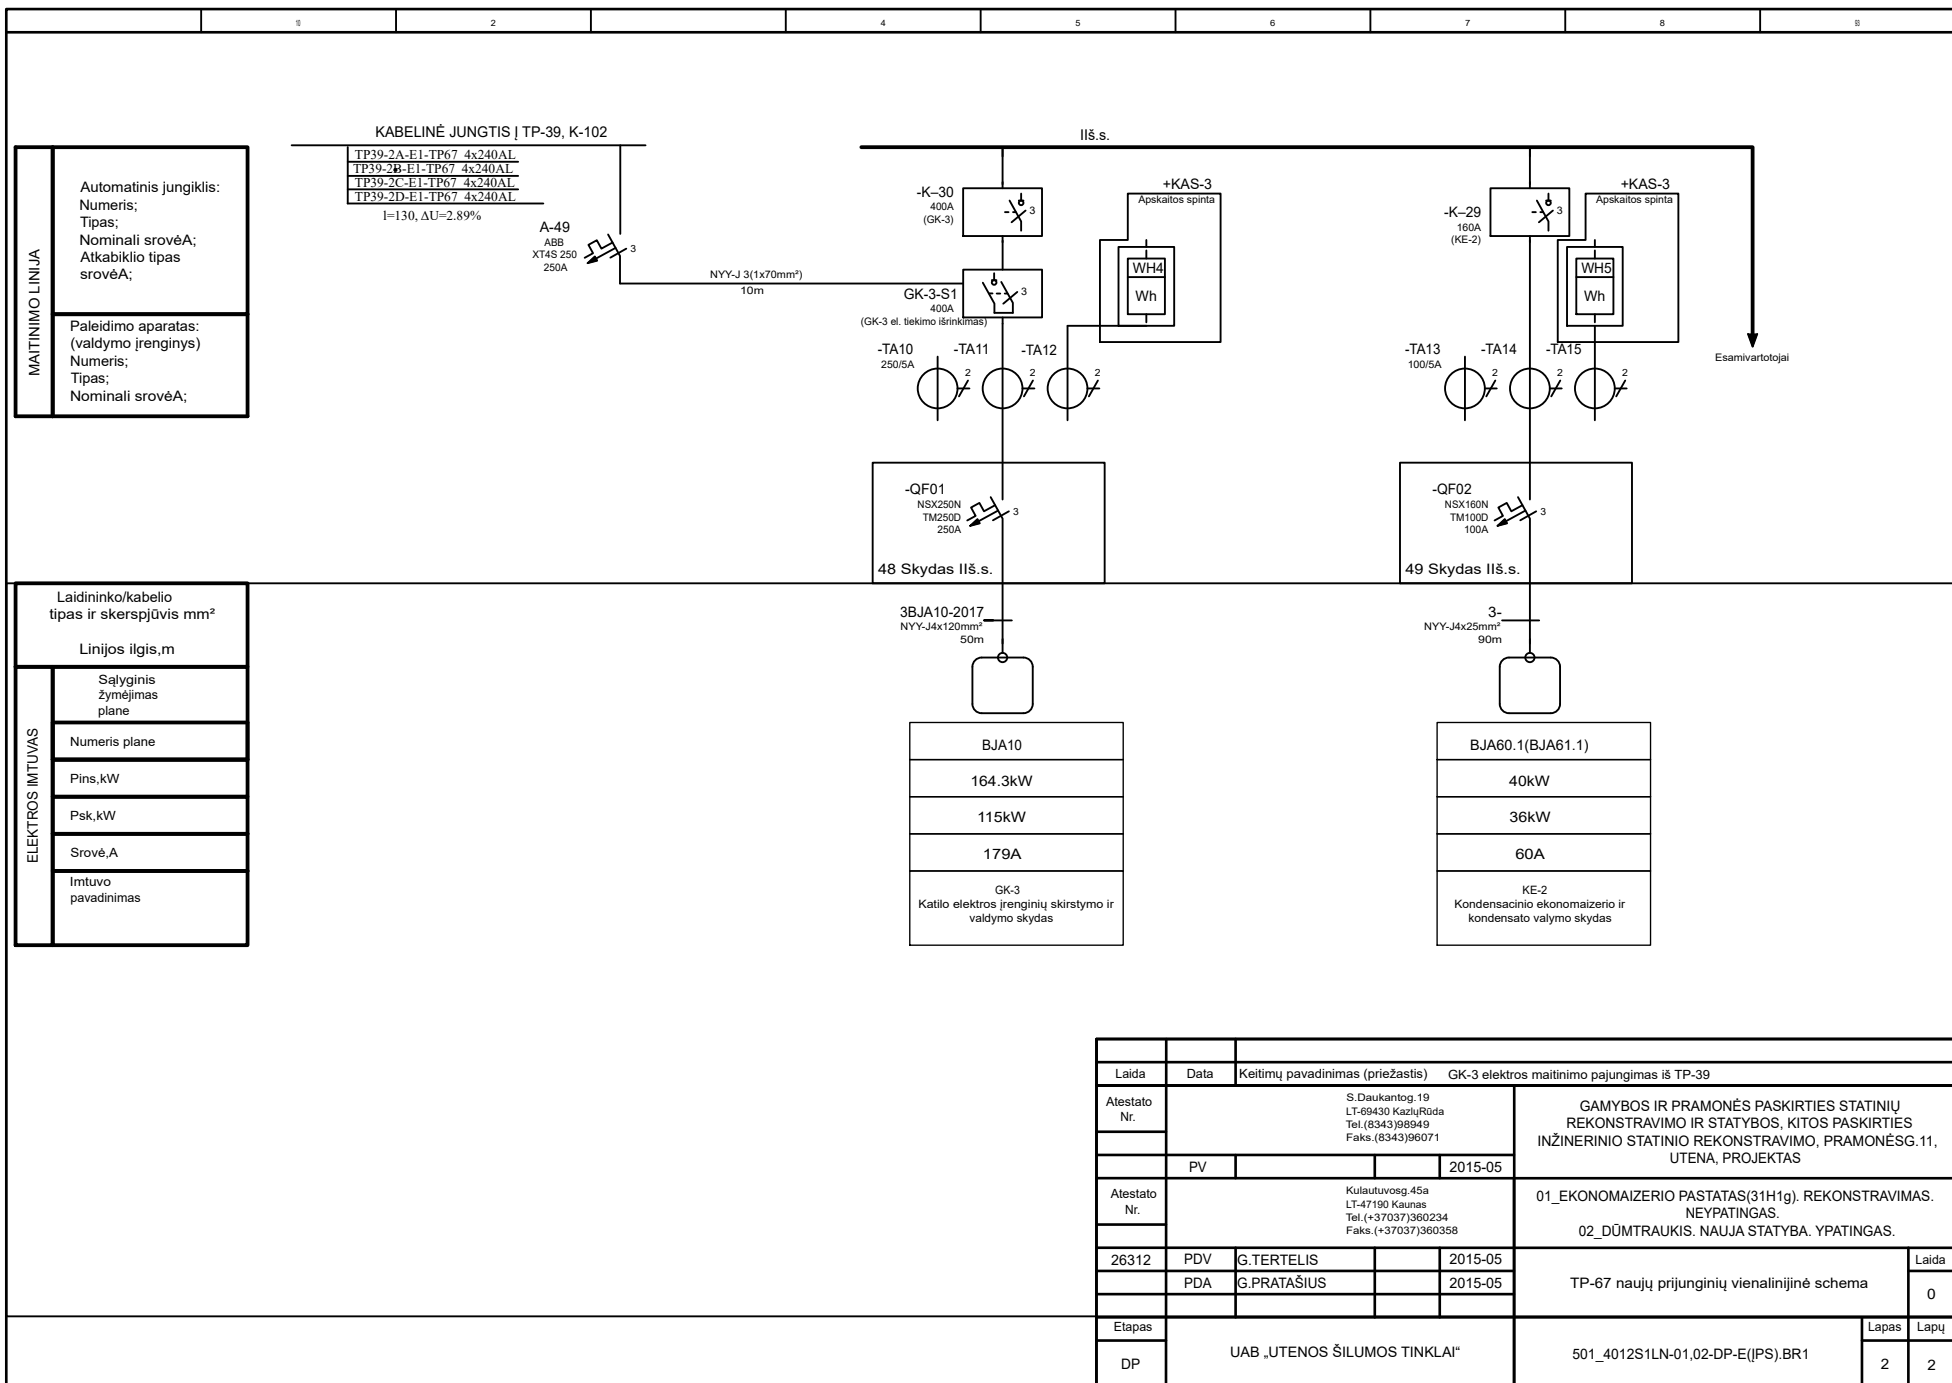 2
4
5
6
7
8
KABELINĖ JUNGTIS Į TP-39, K-102
TP39-2A-E1-TP67 4x240AL
TP39-2B-E1-TP67 4x240AL
TP39-2C-E1-TP67 4x240AL
TP39-2D-E1-TP67 4x240AL
l=130, ΔU=2.89%
A-49
ABB
XT4S 250
250A
3
NYY-J 3(1x70mm²)
10m
IIš.s.
-K–30
400A
(GK-3)
3
GK-3-S1
400A
(GK-3 el. tiekimo išrinkimas)
3
+KAS-3
Apskaitos spinta
WH4
Wh
-TA10
250/5A
2
-TA11
2
-TA12
2
-K–29
160A
(KE-2)
3
+KAS-3
Apskaitos spinta
WH5
Wh
-TA13
100/5A
2
-TA14
2
-TA15
2
Esamivartotojai
-QF01
NSX250N
TM250D
250A
3
48 Skydas IIš.s.
-QF02
NSX160N
TM100D
100A
3
49 Skydas IIš.s.
MAITINIMO LINIJA
Automatinis jungiklis:
Numeris;
Tipas;
Nominali srovėA;
Atkabiklio tipas
srovėA;
Paleidimo aparatas:
(valdymo įrenginys)
Numeris;
Tipas;
Nominali srovėA;
Laidininko/kabelio
tipas ir skerspjūvis mm²
Linijos ilgis,m
3BJA10-2017
NYY-J4x120mm²
50m
3-
NYY-J4x25mm²
90m
ELEKTROS IMTUVAS
Sąlyginis
žymėjimas
plane
Numeris plane
Pins,kW
Psk,kW
Srovė,A
Imtuvo
pavadinimas
BJA10
164.3kW
115kW
179A
GK-3
Katilo elektros įrenginių skirstymo ir
valdymo skydas
BJA60.1(BJA61.1)
40kW
36kW
60A
KE-2
Kondensacinio ekonomaizerio ir
kondensato valymo skydas
Laida
Data
Keitimų pavadinimas (priežastis) GK-3 elektros maitinimo pajungimas iš TP-39
Atestato
Nr.
S.Daukantog.19
LT-69430 KazlųRūda
Tel.(8343)98949
Faks.(8343)96071
PV
2015-05
GAMYBOS IR PRAMONĖS PASKIRTIES STATINIŲ
REKONSTRAVIMO IR STATYBOS, KITOS PASKIRTIES
INŽINERINIO STATINIO REKONSTRAVIMO, PRAMONĖSG.11,
UTENA, PROJEKTAS
Atestato
Nr.
Kulautuvosg.45a
LT-47190 Kaunas
Tel.(+37037)360234
Faks.(+37037)360358
01_EKONOMAIZERIO PASTATAS(31H1g). REKONSTRAVIMAS.
NEYPATINGAS.
02_DŪMTRAUKIS. NAUJA STATYBA. YPATINGAS.
26312
PDV
G.TERTELIS
2015-05
PDA
G.PRATAŠIUS
2015-05
TP-67 naujų prijunginių vienalinijinė schema
Laida
0
Etapas
DP
UAB „UTENOS ŠILUMOS TINKLAI“
501_4012S1LN-01,02-DP-E(ĮPS).BR1
Lapas
2
Lapų
2